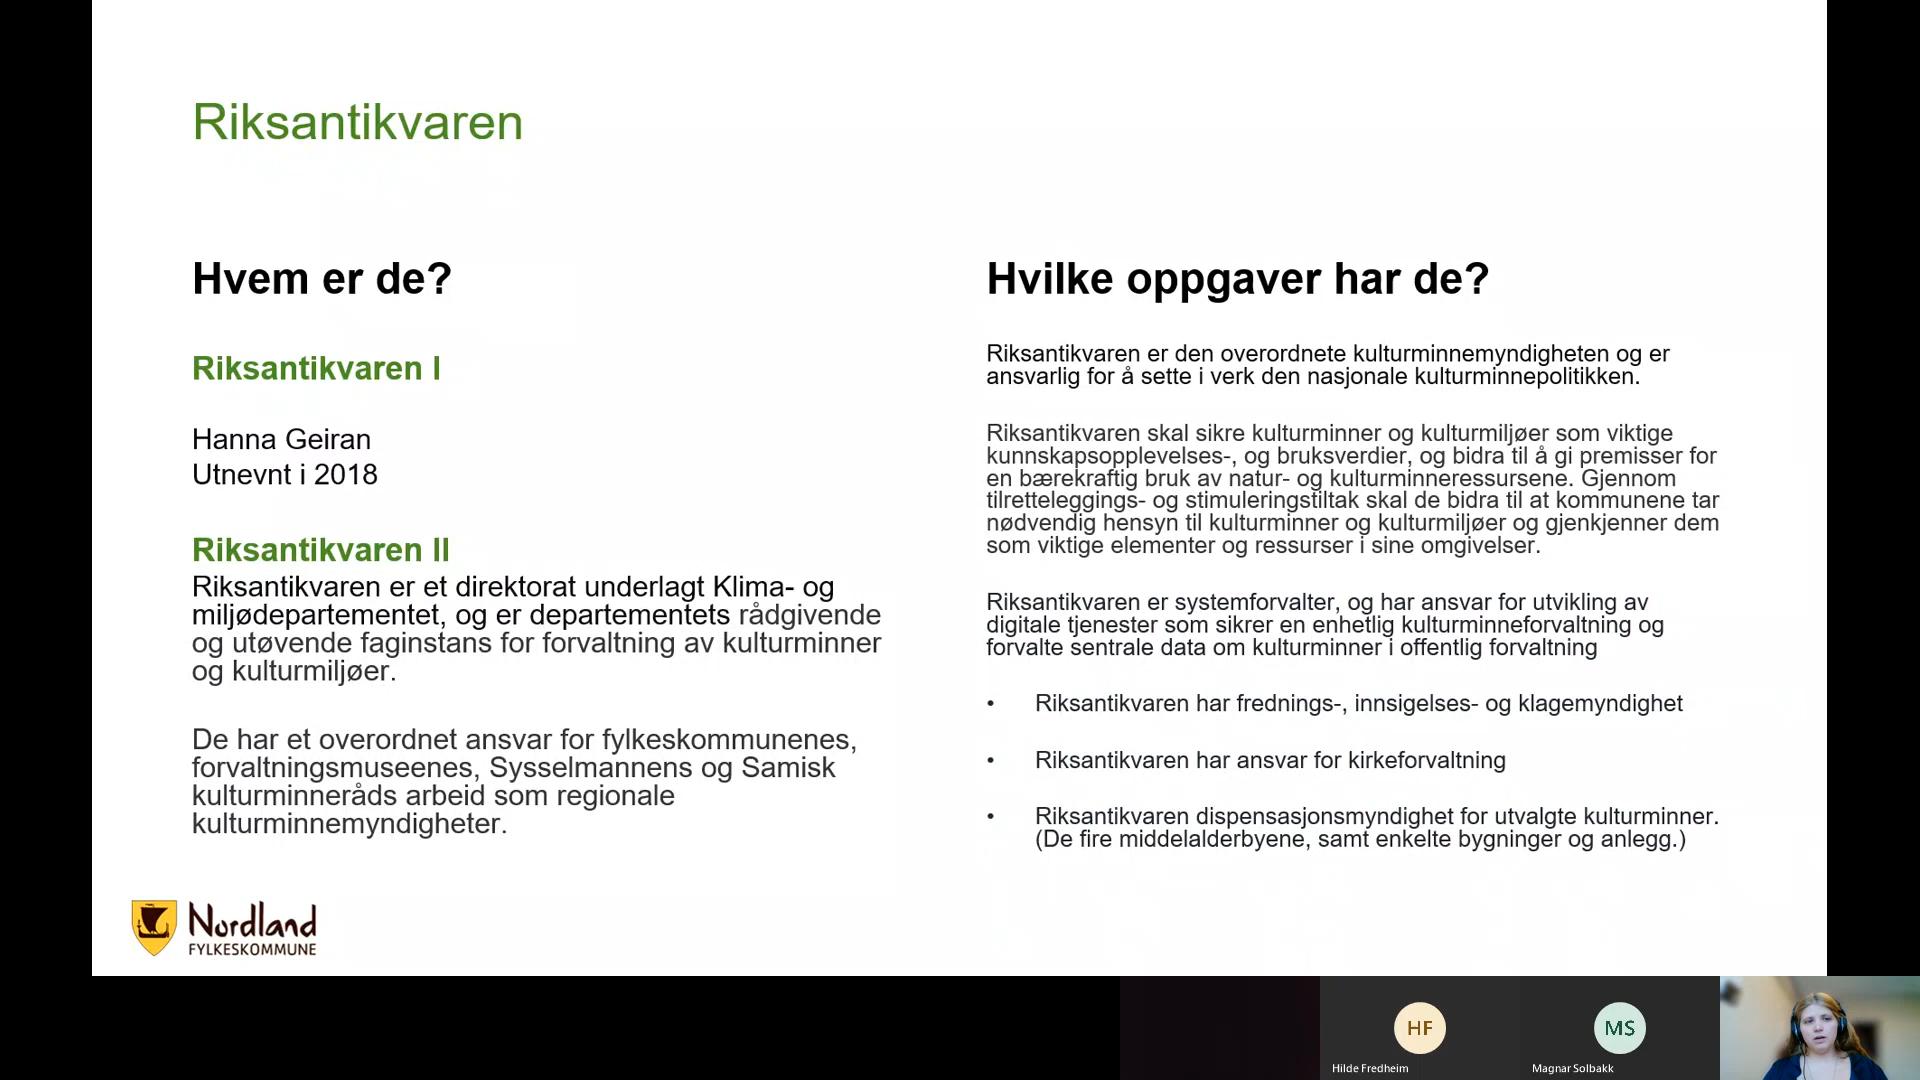 Riksantikvaren
Hvem er de?
Riksantikvaren I
Hanna Geiran
Utnevnt i 2018
Riksantikvaren II
Riksantikvaren er et direktorat underlagt Klima- og
miljødepartementet, og er departementets rådgivende
og utøvende faginstans for forvaltning av kulturminner
og kulturmiljøer.
De har et overordnet ansvar for fylkeskommunenes,
forvaltningsmuseenes, Sysselmannens og Samisk
kulturminneråds arbeid som regionale
kulturminnemyndigheter.
Hvilke oppgaver har de?
Riksantikvaren er den overordnete kulturminnemyndigheten og er
ansvarlig for å sette i verk den nasjonale kulturminnepolitikken.
Riksantikvaren skal sikre kulturminner og kulturmiljøer som viktige
kunnskapsopplevelses-, og bruksverdier, og bidra til å gi premisser for
en bærekraftig bruk av natur- og kulturminneressursene. Gjennom
tilretteleggings- og stimuleringstiltak skal de bidra til at kommunene tar
nødvendig hensyn til kulturminner og kulturmiljøer og gjenkjenner dem
som viktige elementer og ressurser i sine omgivelser.
Riksantikvaren er systemforvalter, og har ansvar for utvikling av
digitale tjenester som sikrer en enhetlig kulturminneforvaltning og
forvalte sentrale data om kulturminner i offentlig forvaltning
• Riksantikvaren har frednings-, innsigelses- og klagemyndighet
• Riksantikvaren har ansvar for kirkeforvaltning
• Riksantikvaren dispensasjonsmyndighet for utvalgte kulturminner.
(De fire middelalderbyene, samt enkelte bygninger og anlegg.)
Nordland
FYLKESKOMMUNE
HF
Hilde Fredheim
MS
Magnar Solbakk